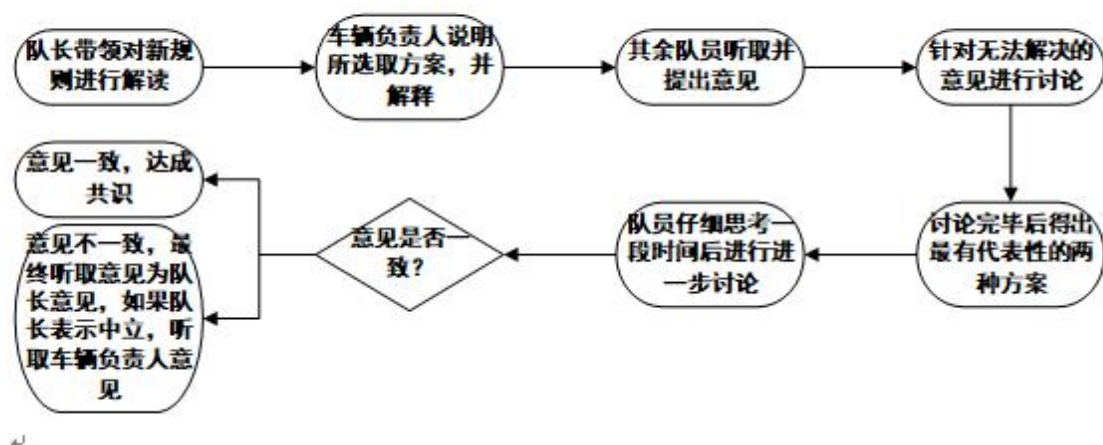 队长带领对新规
则进行解读
车辆负责人说明
所选取方案，并
解释
其余队员听取并
提出意见
针对无法解决的
意见进行讨论
讨论完毕后得出
最有代表性的两
种方案
队员仔细思考一
段时间后进行进
一步讨论
意见是否一
致？
意见一致，达成
共识
意见不一致，最
终听取意见为队
长意见，如果队
长表示中立，听
取车辆负责人意
见